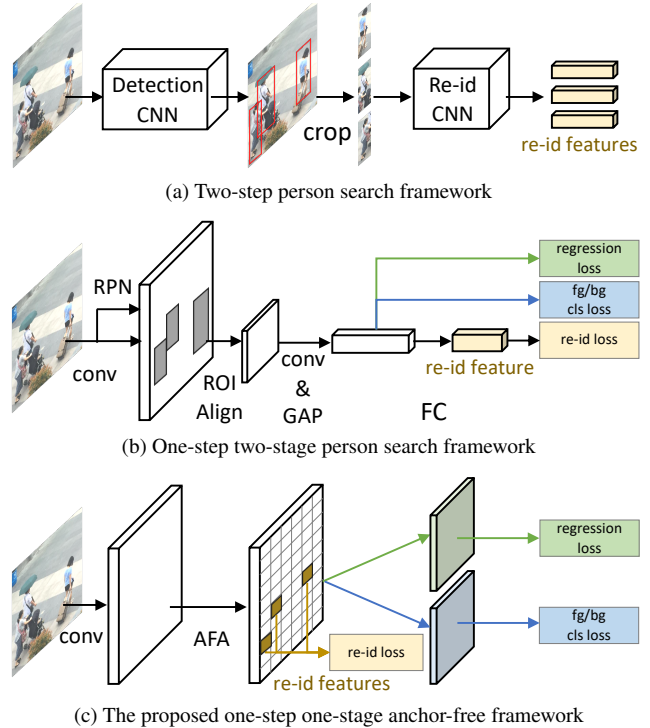 Detection
CNN
crop
Re-id
CNN
re-id features
(a) Two-step person search framework
RPN
conv
ROI
Align
conv
&
GAP
FC
re-id feature
regression
loss
fg/bg
cls loss
re-id loss
(b) One-step two-stage person search framework
conv
AFA
re-id loss
re-id features
regression
loss
fg/bg
cls loss
(c) The proposed one-step one-stage anchor-free framework